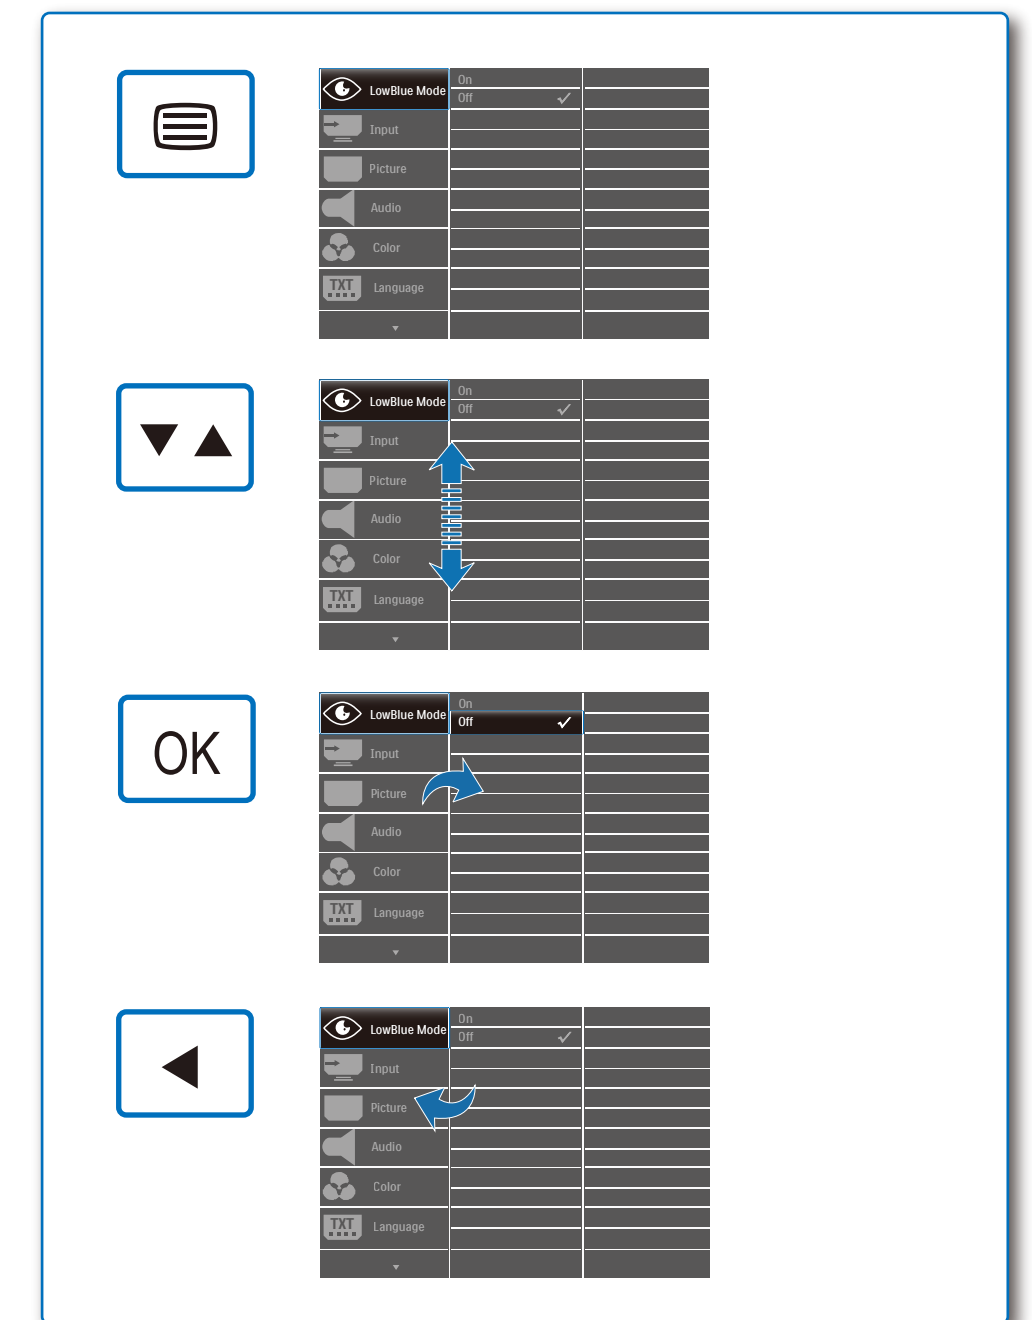 LowBlue Mode
On
Off
Input
Picture
Audio
Color
TXT
Language
LowBlue Mode
On
Off
Input
Picture
Audio
Color
TXT
Language
OK
LowBlue Mode
On
Off
Input
Picture
Audio
Color
TXT
Language
LowBlue Mode
On
Off
Input
Picture
Audio
Color
TXT
Language